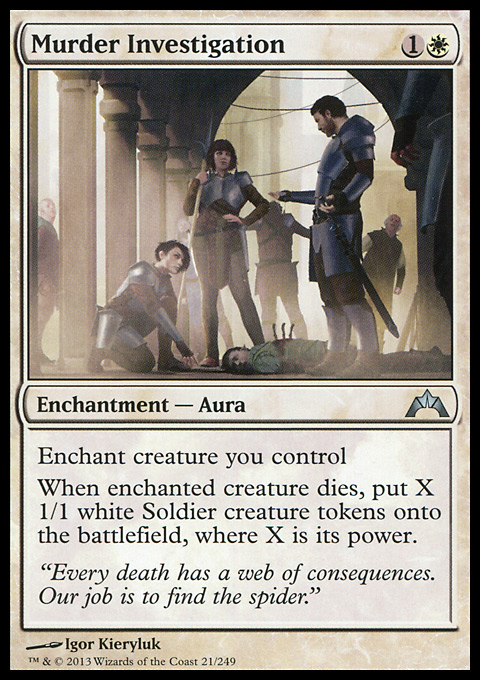 Murder Investigation 1
Enchantment — Aura
Enchant creature you control
When enchanted creature dies, put X
1/1 white Soldier creature tokens onto
the battlefield, where X is its power.
“Every death has a web of consequences.
Our job is to find the spider.”
Igor Kieryluk
™ & © 2013 Wizards of the Coast 21/249